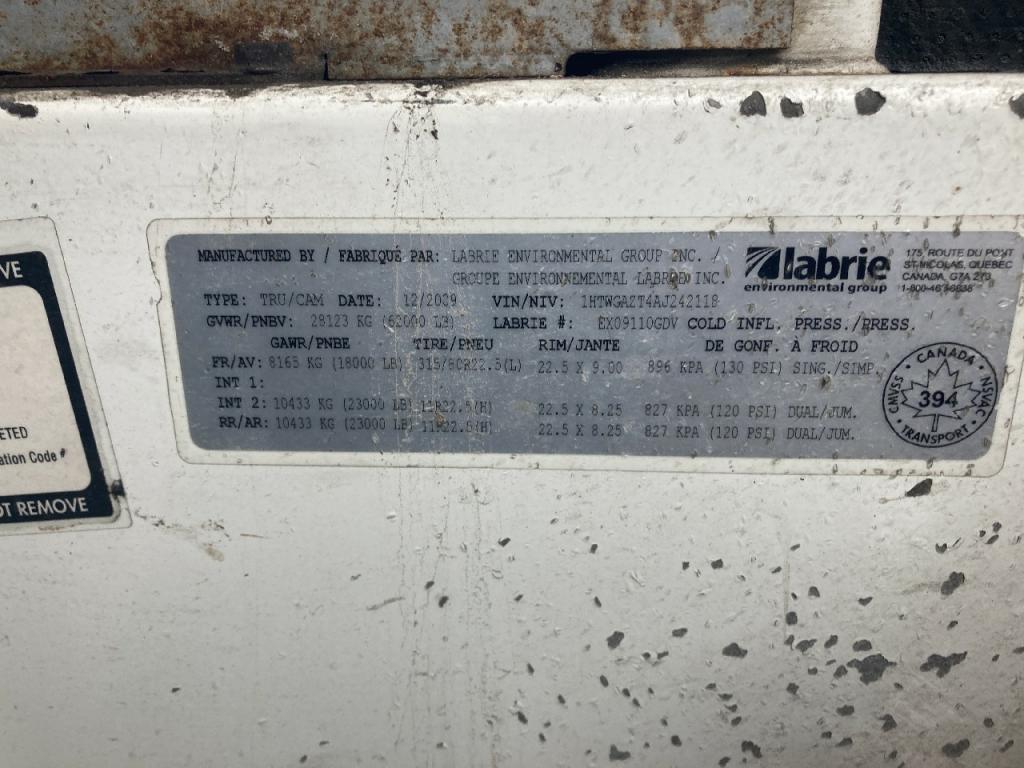 VE
ETED
ation Code #
OT REMOVE
MANUFACTURED BY / FABRIQUÉ PAR: LABRIE ENVIRONMENTAL GROUP INC. /
GROUPE ENVIRONNEMENTAL LABRIE INC.
labrie
environmental group
175, ROUTE DU PONT
ST-NICOLAS, QUEBEC
CANADA, G7A 2T3
TYPE: TRU/CAM DATE: 12/2009 VIN/NIV: 1HTWGAZT4AJ242118
GVWR/PNBV: 28123 KG (62000 LB) LABRIE #: EX09110GDV COLD INFL. PRESS./PRESS.
GAWR/PNBE TIRE/PNEU RIM/JANTE DE GONF. À FROID
FR/AV: 8165 KG (18000 LB) 315/80R22.5(L) 22.5 X 9.00 896 KPA (130 PSI) SING./SIMP.
INT 1:
INT 2: 10433 KG (23000 LB) 11R22.5(H) 22.5 X 8.25 827 KPA (120 PSI) DUAL/JUM.
RR/AR: 10433 KG (23000 LB) 11R22.5(H) 22.5 X 8.25 827 KPA (120 PSI) DUAL/JUM.
CANADA
CMVSS NVAC
394
TRANSPORT